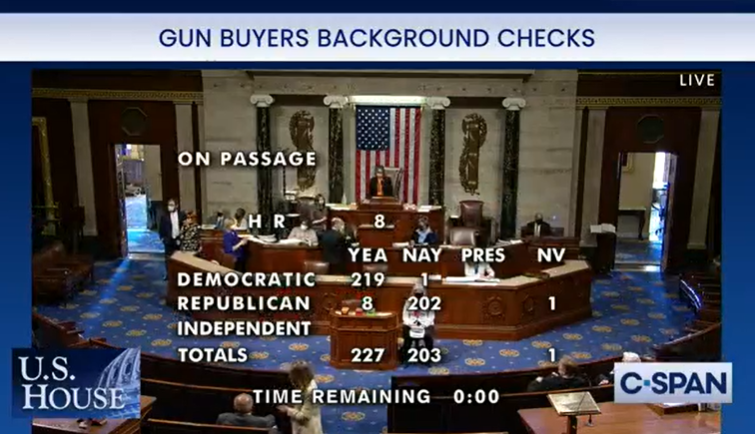 GUN BUYERS BACKGROUND CHECKS
LIVE
ON PASSAGE
H R 8
YEA NAY PRES NV
DEMOCRATIC 219 1
REPUBLICAN 8 202 1
INDEPENDENT
TOTALS 227 203 1
TIME REMAINING 0:00
U.S.
HOUSE
C-SPAN